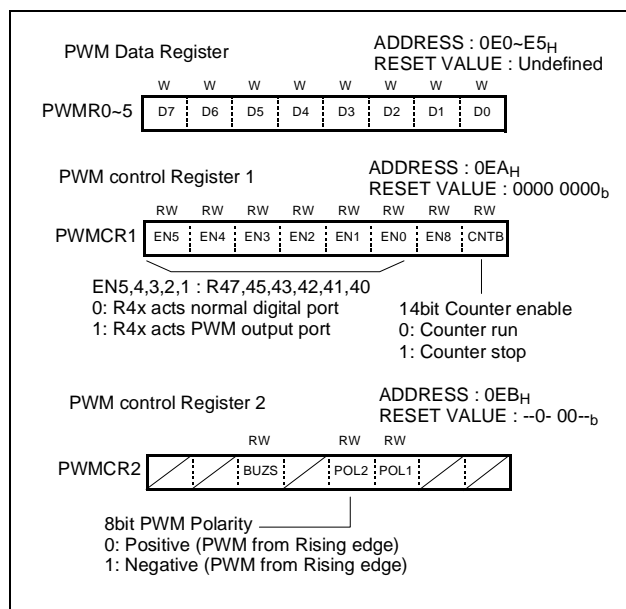 PWM Data Register
ADDRESS : 0E0~E5H
RESET VALUE : Undefined
W W W W W W W W
PWMR0~5 D7 D6 D5 D4 D3 D2 D1 D0
PWM control Register 1
ADDRESS : 0EAH
RESET VALUE : 0000 0000b
RW RW RW RW RW RW RW RW
PWMCR1 EN5 EN4 EN3 EN2 EN1 EN0 EN8 CNTB
EN5,4,3,2,1 : R47,45,43,42,41,40
0: R4x acts normal digital port
1: R4x acts PWM output port
14bit Counter enable
0: Counter run
1: Counter stop
PWM control Register 2
ADDRESS : 0EBH
RESET VALUE : --0- 00--b
RW RW RW
PWMCR2 BUZS POL2 POL1
8bit PWM Polarity
0: Positive (PWM from Rising edge)
1: Negative (PWM from Rising edge)